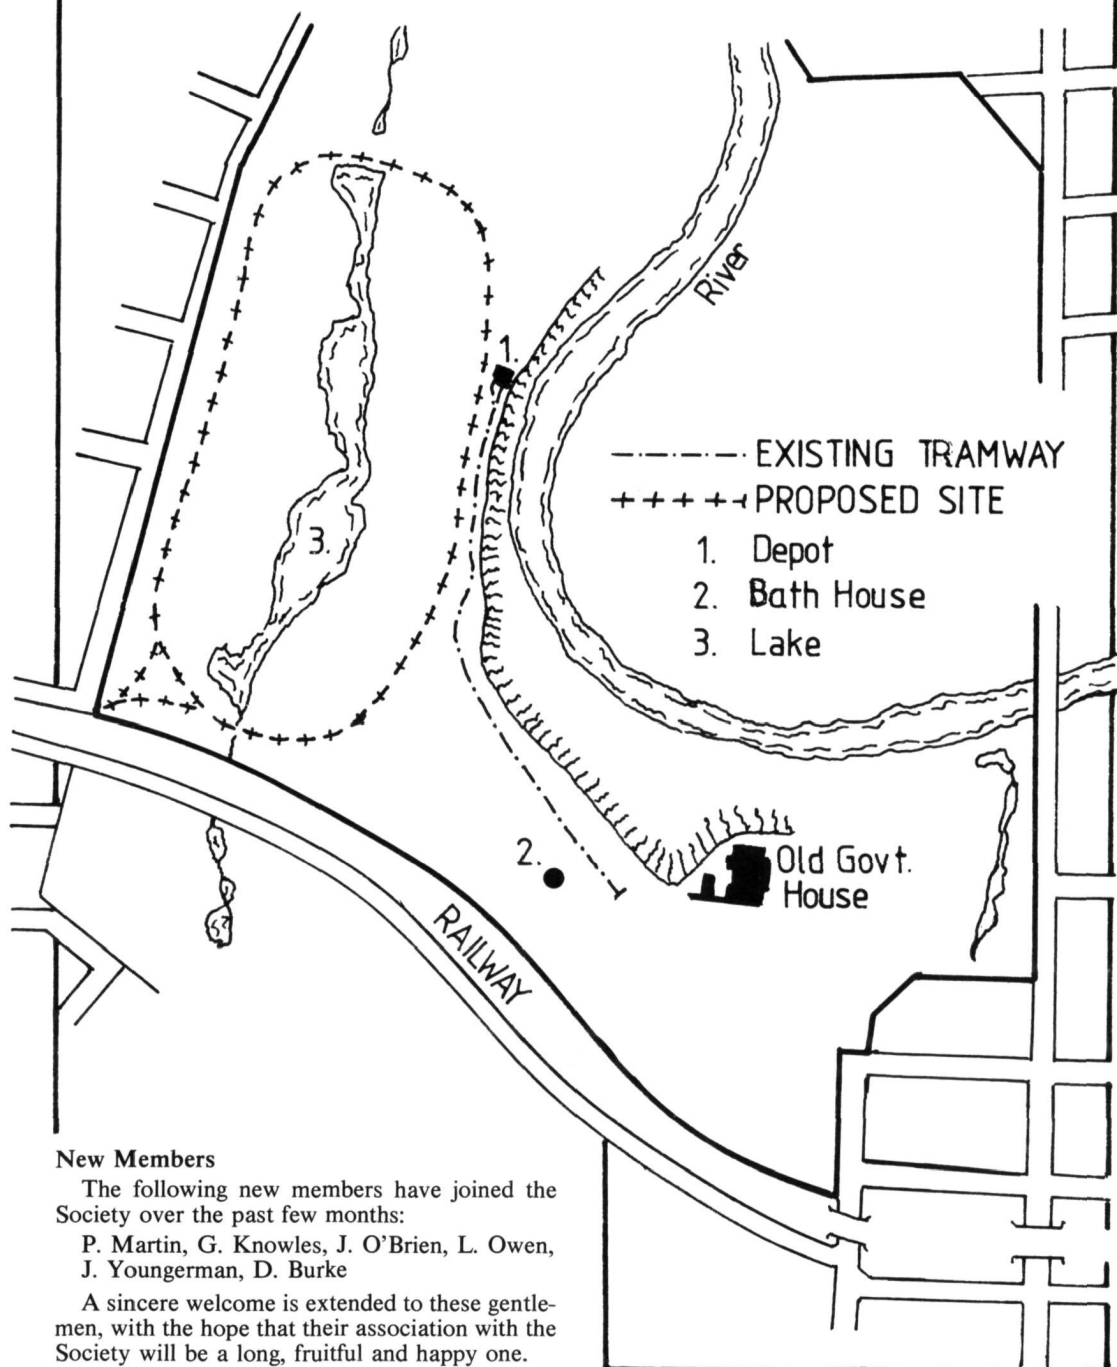 River
1.
EXISTING TRAMWAY
PROPOSED SITE
1. Depot
2. Bath House
3. Lake
3.
2.
Old Govt.
House
RAILWAY
New Members
The following new members have joined the
Society over the past few months:
P. Martin, G. Knowles, J. O'Brien, L. Owen,
J. Youngerman, D. Burke
A sincere welcome is extended to these gentle-
men, with the hope that their association with the
Society will be a long, fruitful and happy one.